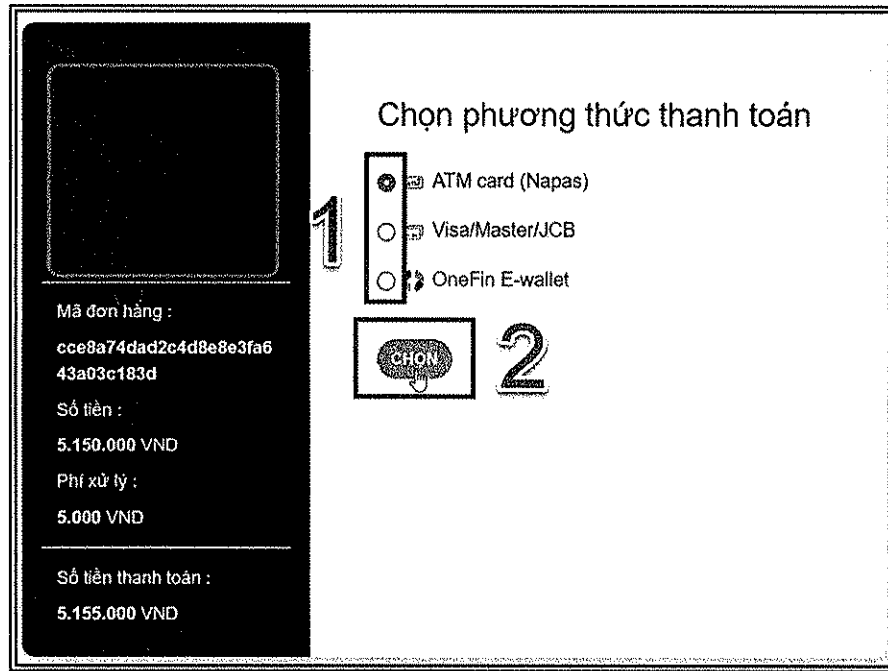 Chọn phương thức thanh toán
1
ATM card (Napas)
Visa/Master/JCB
OneFin E-wallet
CHỌN
2
Mã đơn hàng :
cce8a74dad2c4d8e8e3fa6
43a03c183d
Số tiền :
5.150.000 VND
Phí xử lý :
5.000 VND
Số tiền thanh toán :
5.155.000 VND